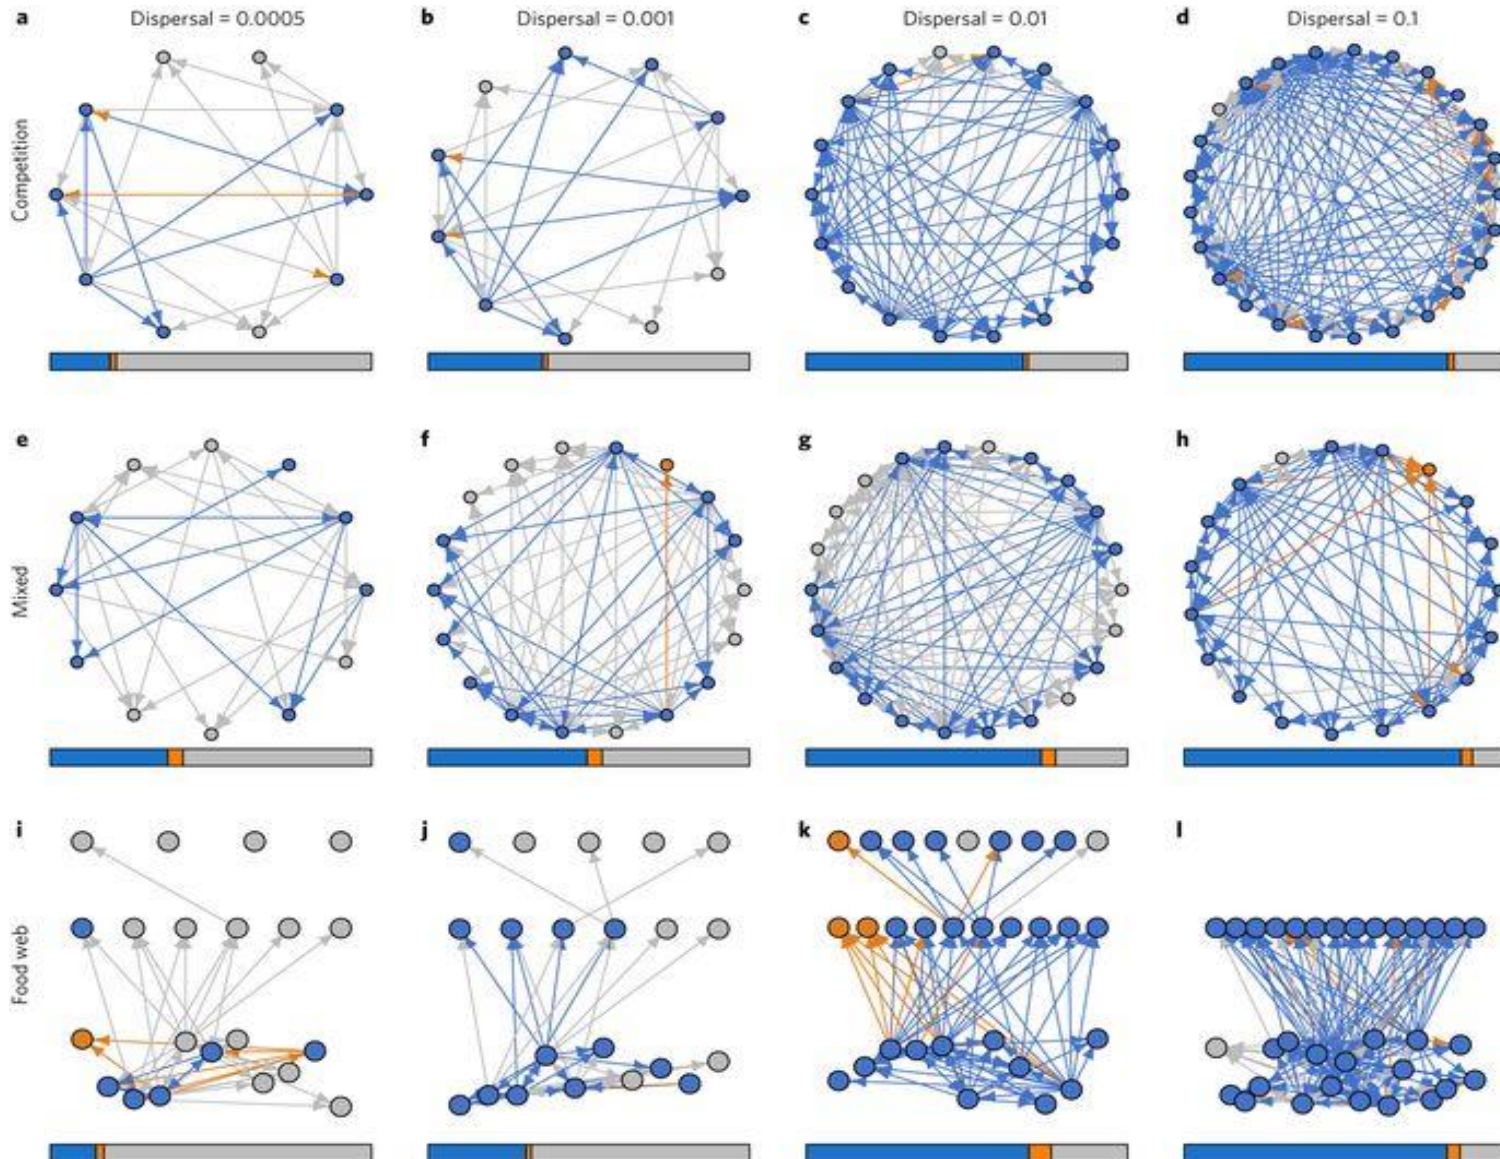 a Dispersal = 0.0005 b Dispersal = 0.001 c Dispersal = 0.01 d Dispersal = 0.1
Competition
e f g h
Mixed
i j k l
Food web